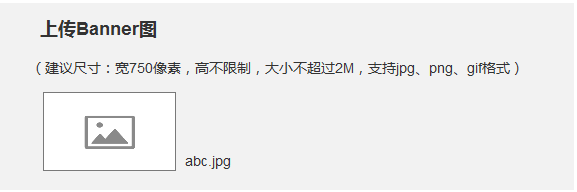 上传Banner图
（建议尺寸：宽750像素，高不限制，大小不超过2M，支持jpg、png、gif格式）
abc.jpg